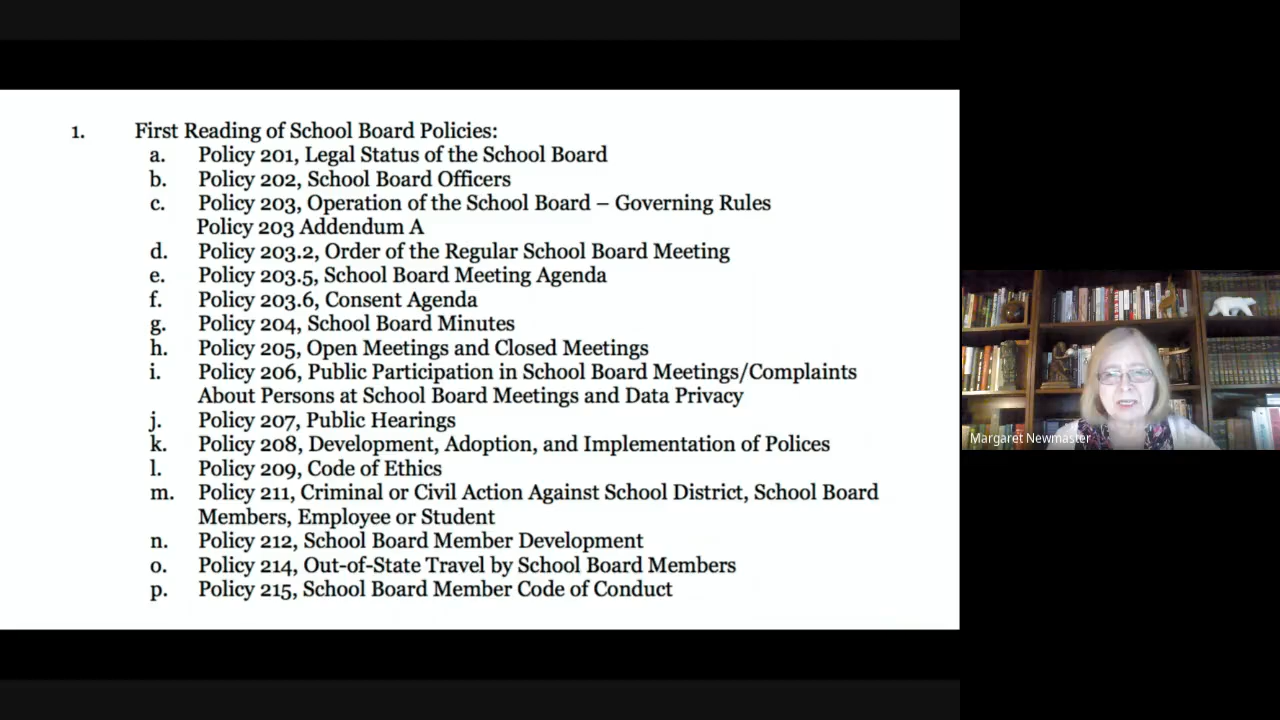 1. First Reading of School Board Policies:
a. Policy 201, Legal Status of the School Board
b. Policy 202, School Board Officers
c. Policy 203, Operation of the School Board – Governing Rules
Policy 203 Addendum A
d. Policy 203.2, Order of the Regular School Board Meeting
e. Policy 203.5, School Board Meeting Agenda
f. Policy 203.6, Consent Agenda
g. Policy 204, School Board Minutes
h. Policy 205, Open Meetings and Closed Meetings
i. Policy 206, Public Participation in School Board Meetings/Complaints
About Persons at School Board Meetings and Data Privacy
j. Policy 207, Public Hearings
k. Policy 208, Development, Adoption, and Implementation of Polices
l. Policy 209, Code of Ethics
m. Policy 211, Criminal or Civil Action Against School District, School Board
Members, Employee or Student
n. Policy 212, School Board Member Development
o. Policy 214, Out-of-State Travel by School Board Members
p. Policy 215, School Board Member Code of Conduct
Margaret Newmaster